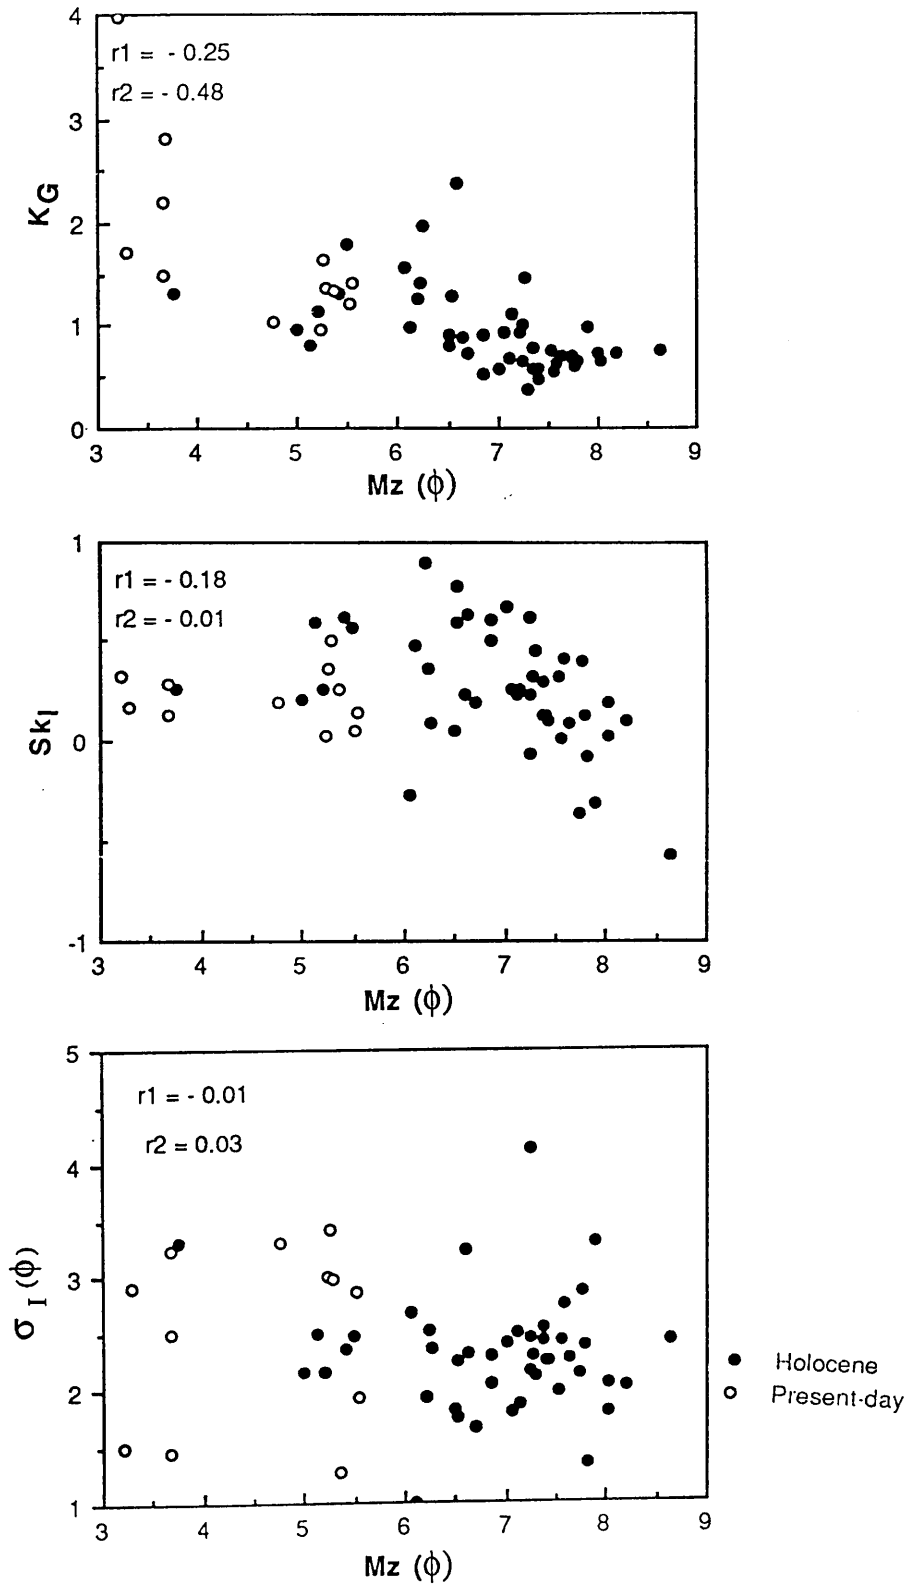 4
r1 = - 0.25
r2 = - 0.48
3
KG
2
1
0
3 4 5 6 7 8 9
Mz (ϕ)
1
r1 = - 0.18
r2 = - 0.01
SkI
0
-1
3 4 5 6 7 8 9
Mz (ϕ)
5
r1 = - 0.01
r2 = 0.03
4
σI (ϕ)
3
2
1
3 4 5 6 7 8 9
Mz (ϕ)
Holocene
Present-day